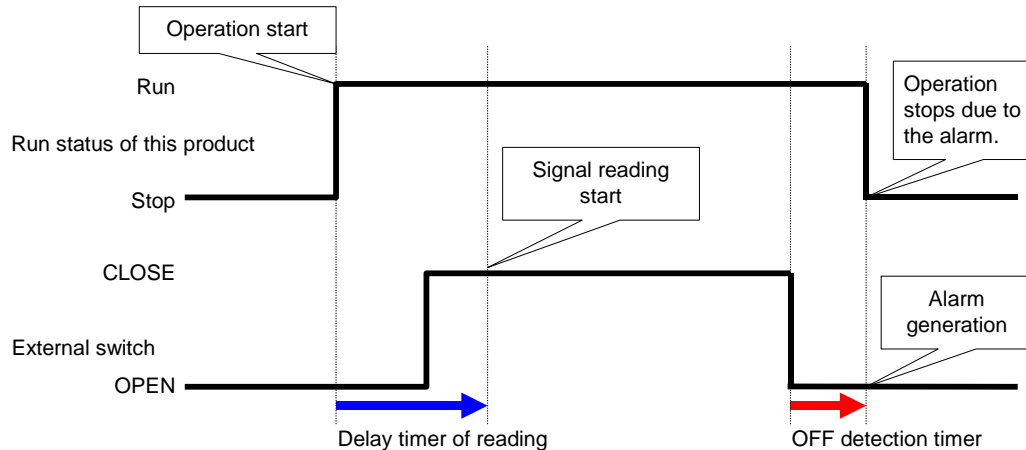 Operation start
Run
Operation
stops due to
the alarm.
Run status of this product
Signal reading
start
Stop
CLOSE
Alarm
generation
External switch
OPEN
Delay timer of reading
OFF detection timer